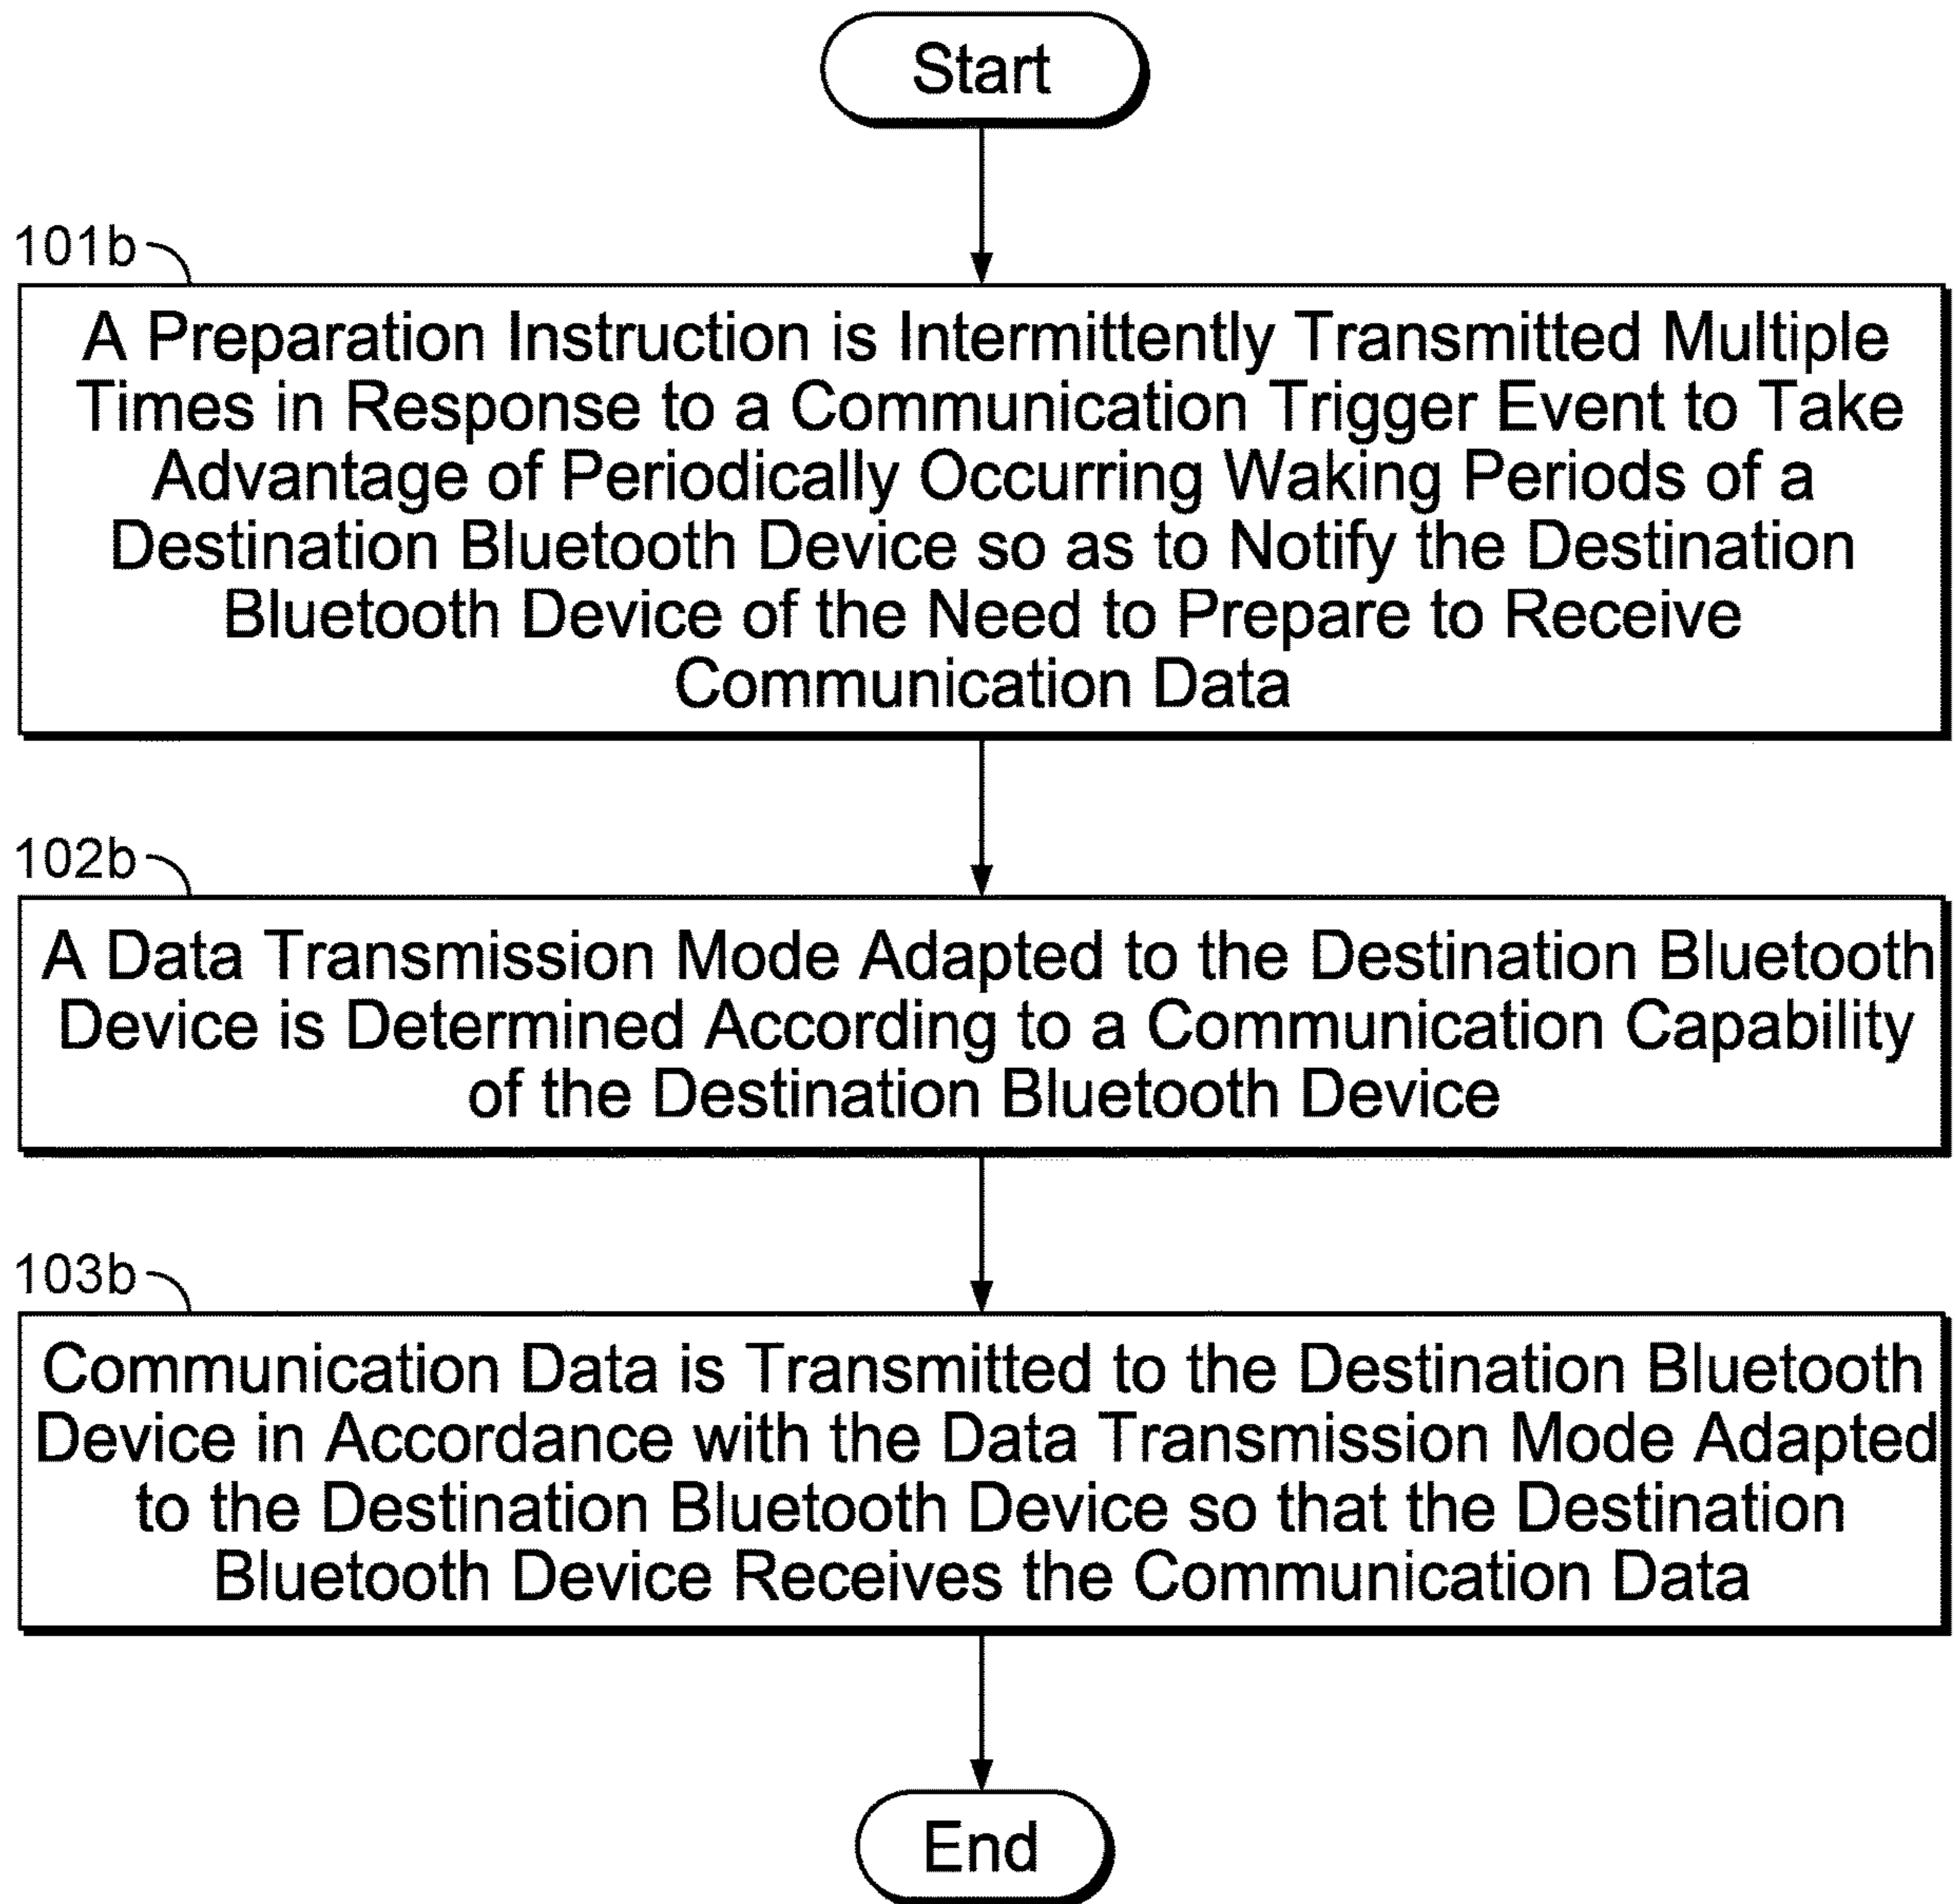 Start
101b
A Preparation Instruction is Intermittently Transmitted Multiple
Times in Response to a Communication Trigger Event to Take
Advantage of Periodically Occurring Waking Periods of a
Destination Bluetooth Device so as to Notify the Destination
Bluetooth Device of the Need to Prepare to Receive
Communication Data
102b
A Data Transmission Mode Adapted to the Destination Bluetooth
Device is Determined According to a Communication Capability
of the Destination Bluetooth Device
103b
Communication Data is Transmitted to the Destination Bluetooth
Device in Accordance with the Data Transmission Mode Adapted
to the Destination Bluetooth Device so that the Destination
Bluetooth Device Receives the Communication Data
End